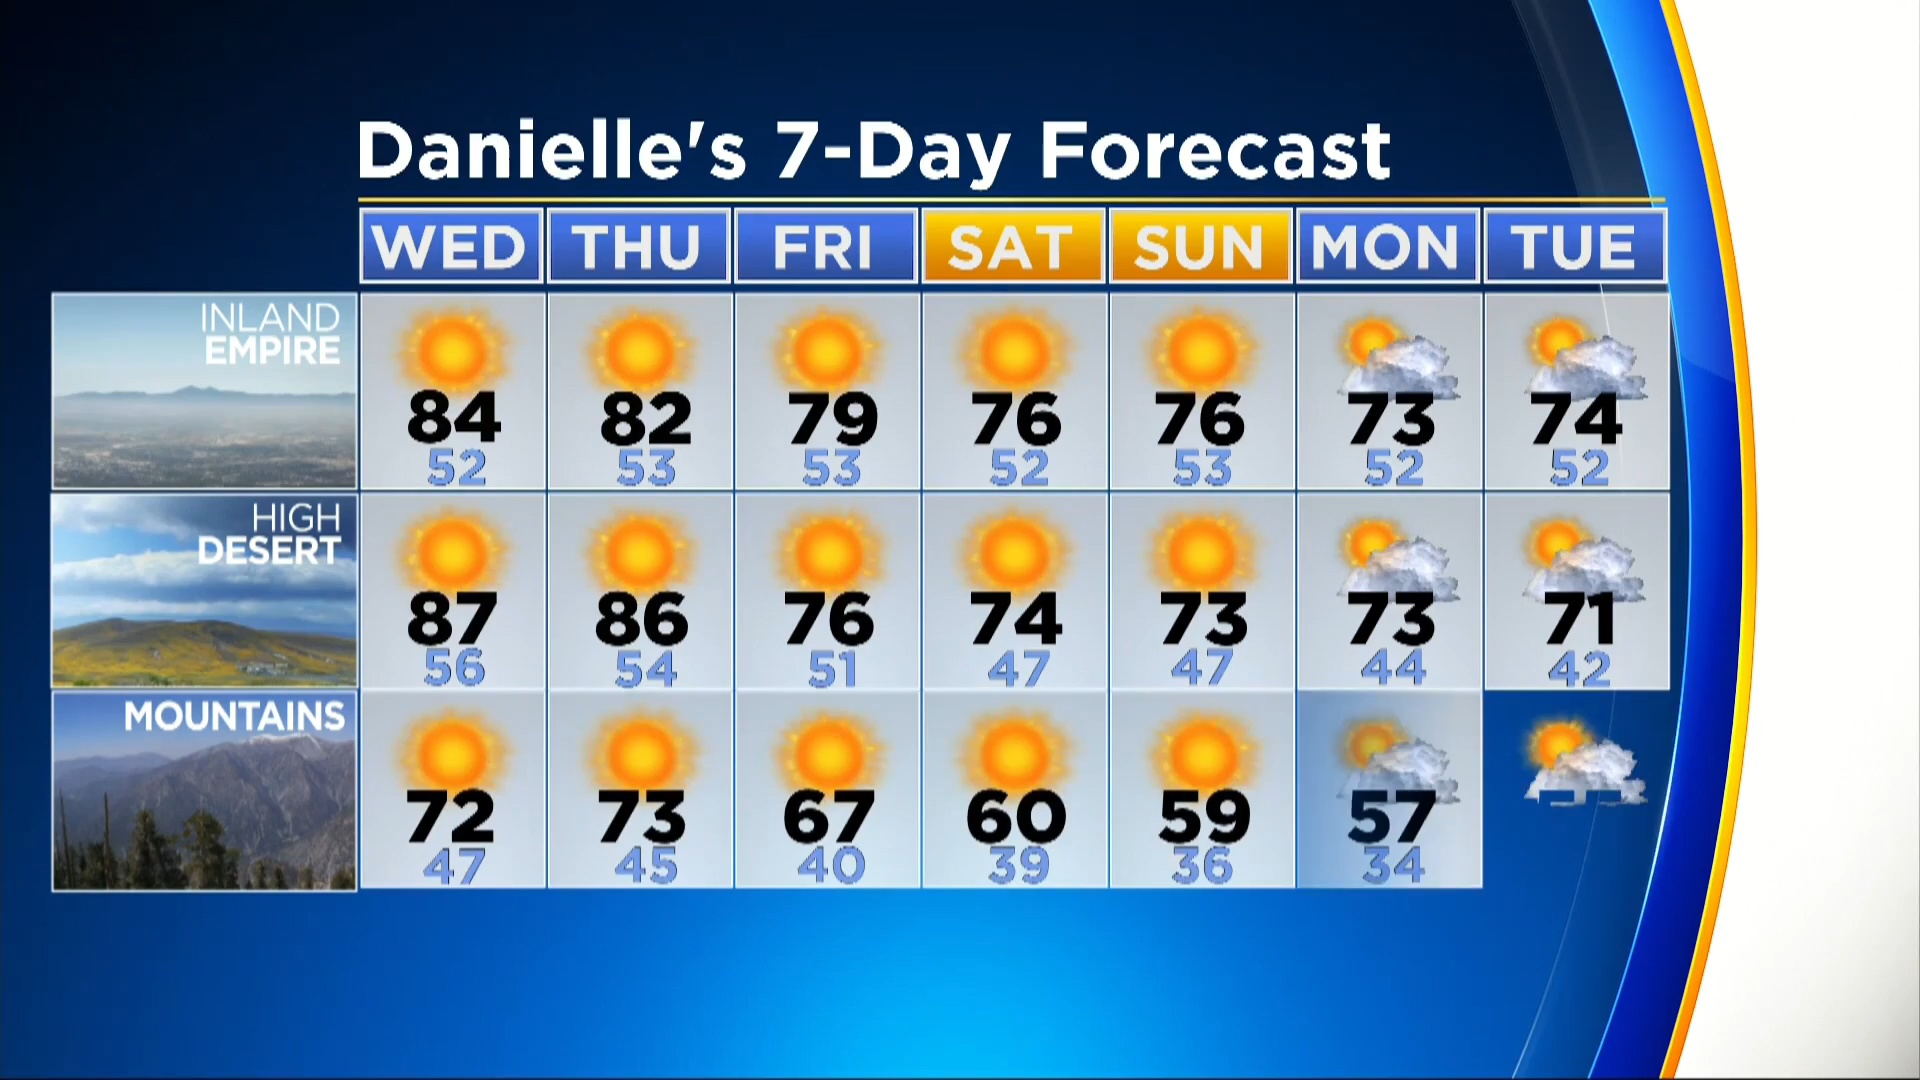 Danielle's 7-Day Forecast
WED THU FRI SAT SUN MON TUE
INLAND
EMPIRE
84 82 79 76 76 73 74
52 53 53 52 53 52 52
HIGH
DESERT
87 86 76 74 73 73 71
56 54 51 47 47 44 42
MOUNTAINS
72 73 67 60 59 57
47 45 40 39 36 34